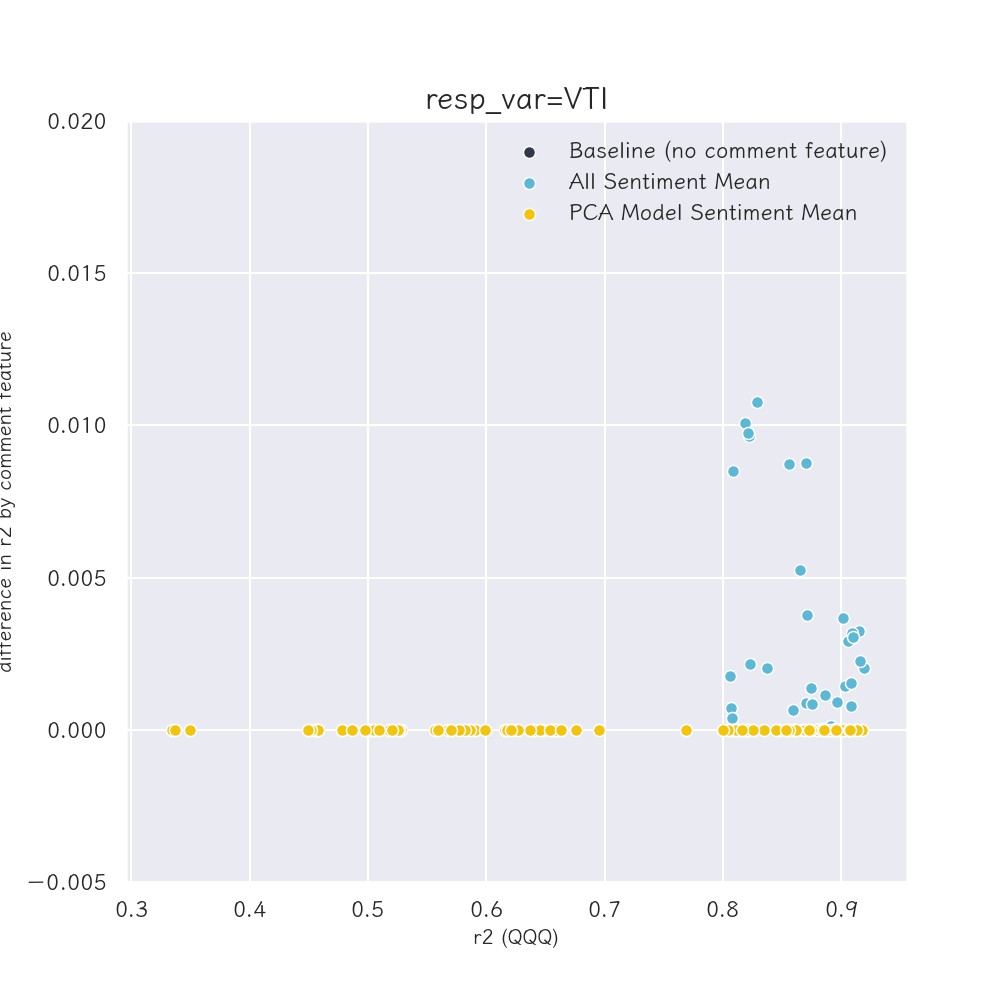 resp_var=VTI
0.020
Baseline (no comment feature)
All Sentiment Mean
PCA Model Sentiment Mean
0.015
0.010
0.005
0.000
−0.005
difference in r2 by comment feature
0.3 0.4 0.5 0.6 0.7 0.8 0.9
r2 (QQQ)